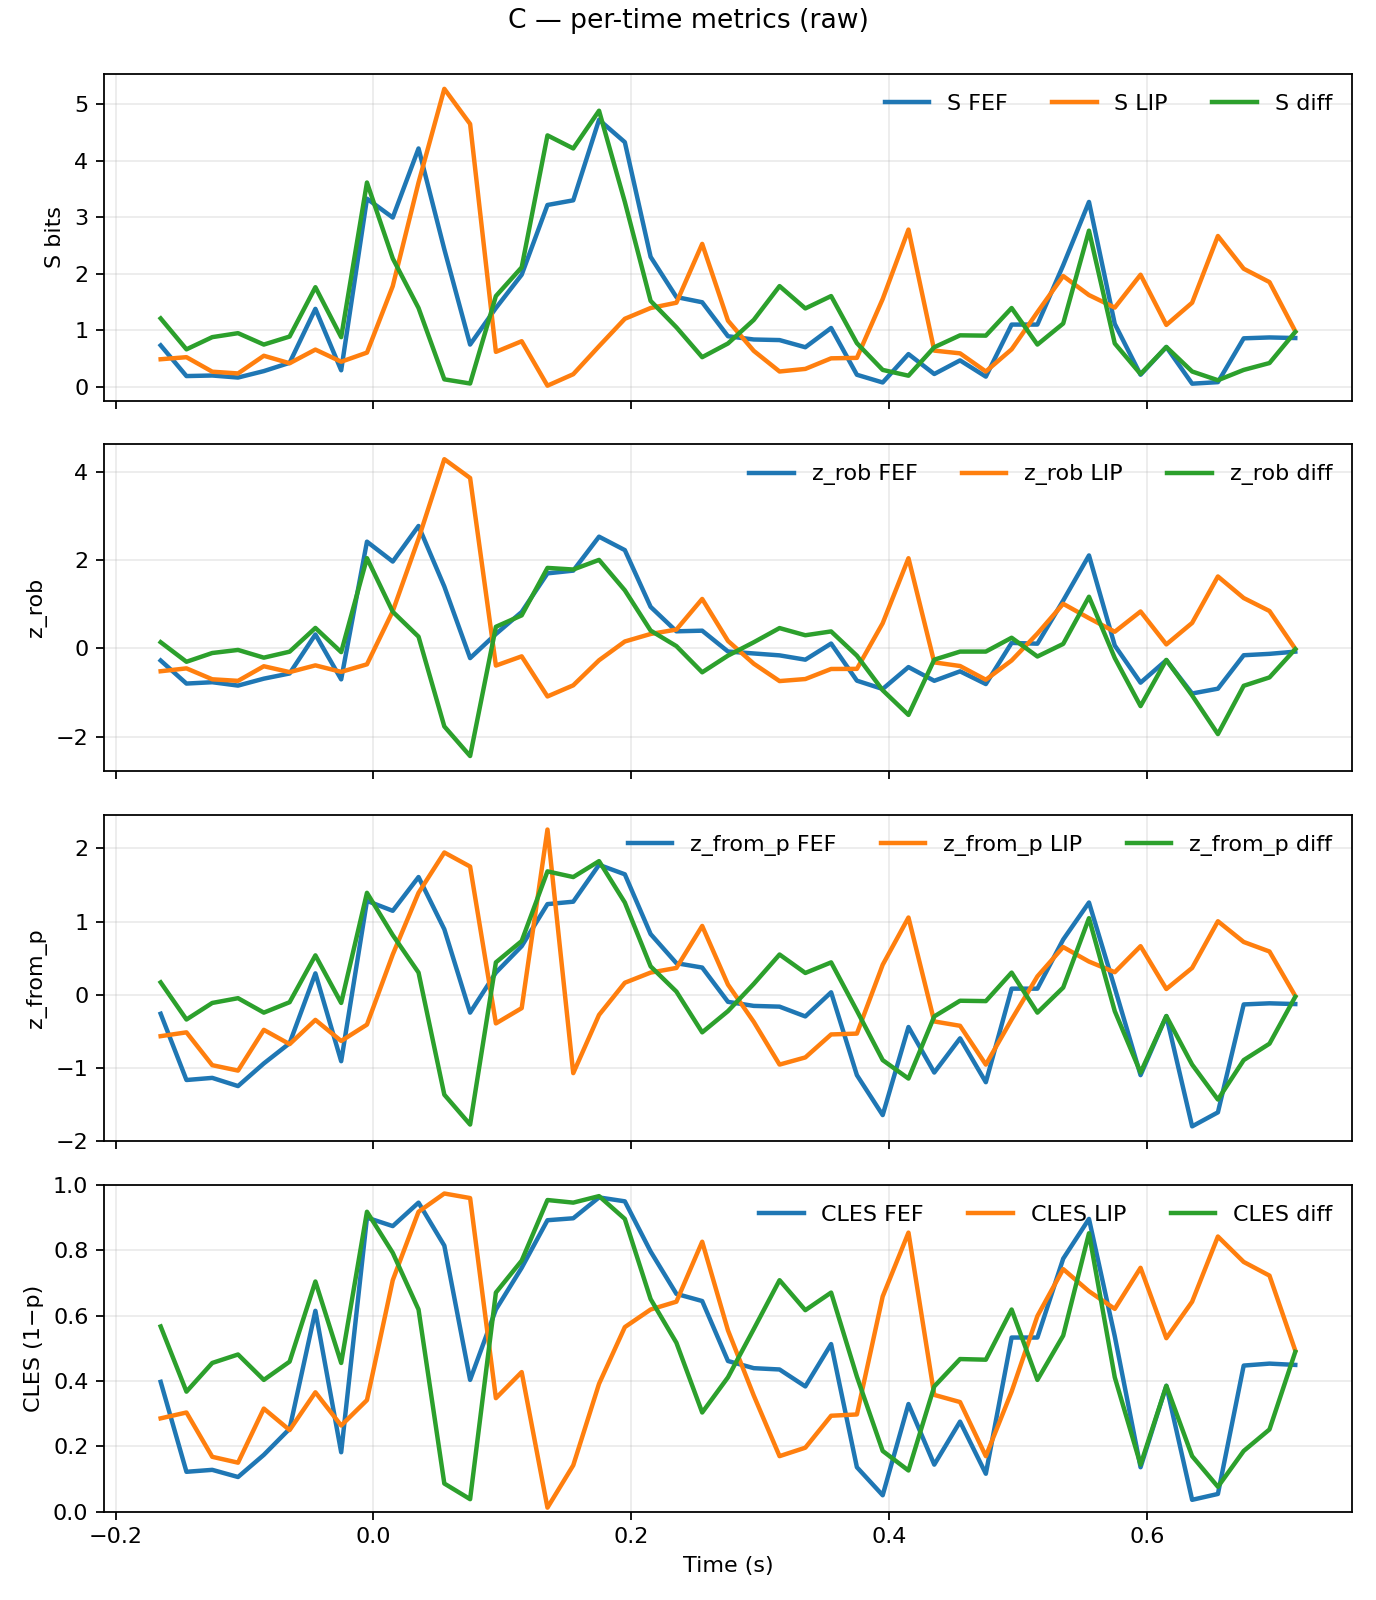 C — per-time metrics (raw)
S FEF S LIP S diff
5
4
3
2
1
0
S bits
z_rob FEF z_rob LIP z_rob diff
4
2
0
−2
z_rob
z_from_p FEF z_from_p LIP z_from_p diff
2
1
0
−1
−2
z_from_p
CLES FEF CLES LIP CLES diff
1.0
0.8
0.6
0.4
0.2
0.0
CLES (1−p)
−0.2 0.0 0.2 0.4 0.6
Time (s)